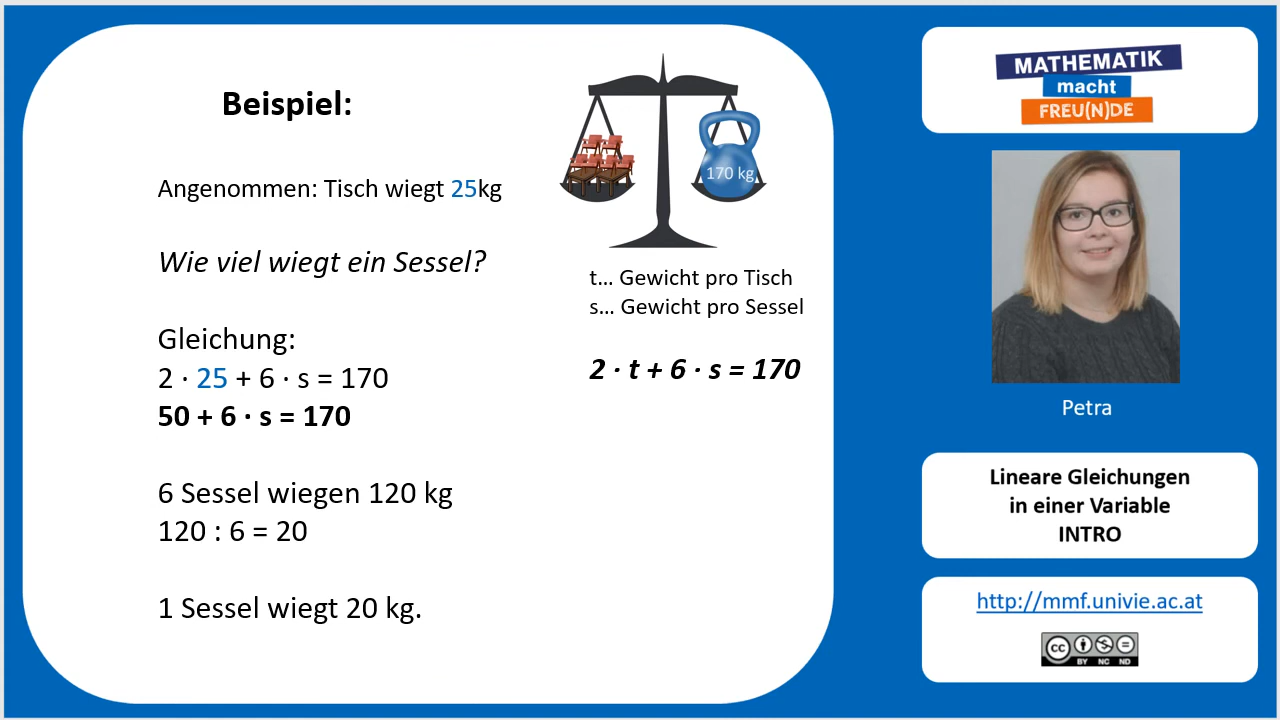 Beispiel:
Angenommen: Tisch wiegt 25kg
Wie viel wiegt ein Sessel?
Gleichung:
2 · 25 + 6 · s = 170
50 + 6 · s = 170
6 Sessel wiegen 120 kg
120 : 6 = 20
1 Sessel wiegt 20 kg.
170 kg
t... Gewicht pro Tisch
s... Gewicht pro Sessel
2 · t + 6 · s = 170
MATHEMATIK
macht
FREU(N)DE
Petra
Lineare Gleichungen
in einer Variable
INTRO
http://mmf.univie.ac.at
cc
BY NC ND